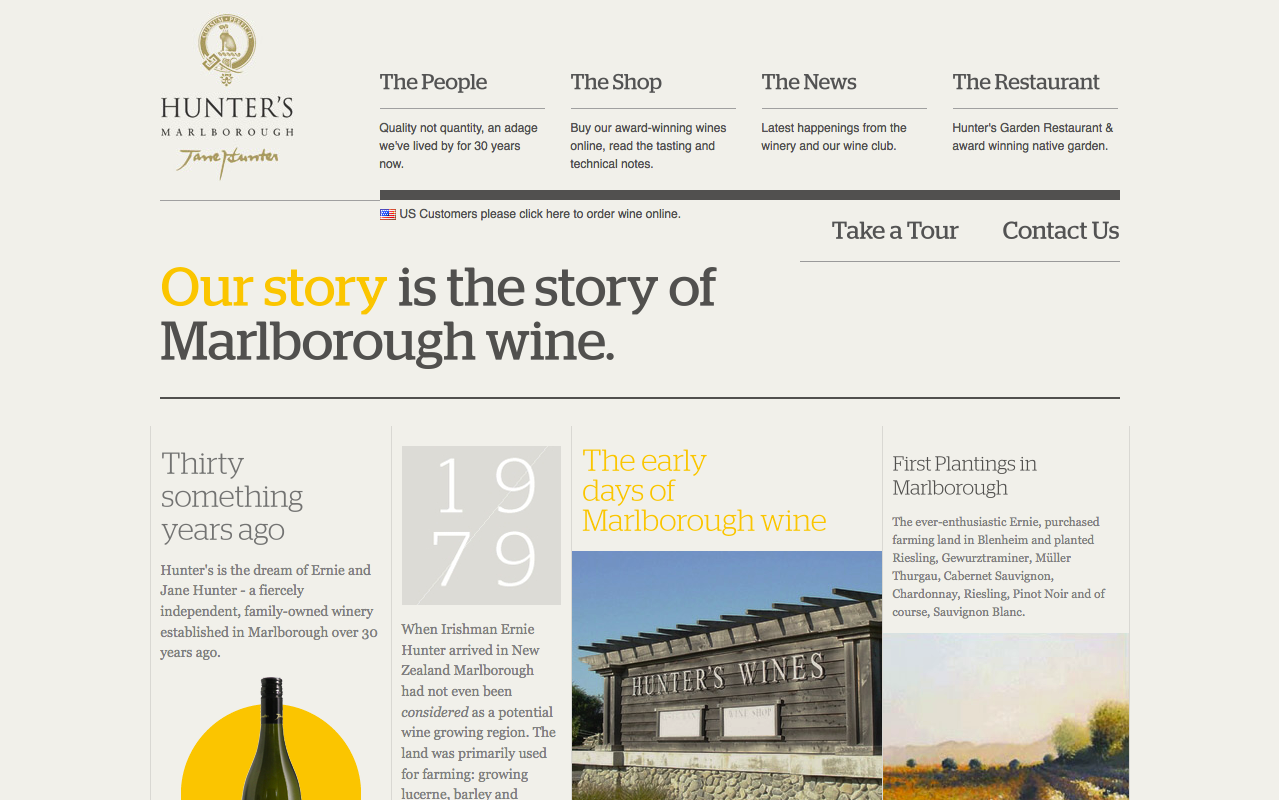 CURSUM · PERFICIO
HUNTER'S
MARLBOROUGH
Jane Hunter
The People
Quality not quantity, an adage
we've lived by for 30 years
now.
The Shop
Buy our award-winning wines
online, read the tasting and
technical notes.
The News
Latest happenings from the
winery and our wine club.
The Restaurant
Hunter's Garden Restaurant &
award winning native garden.
US Customers please click here to order wine online.
Take a Tour
Contact Us
Our story is the story of
Marlborough wine.
Thirty
something
years ago
Hunter's is the dream of Ernie and
Jane Hunter - a fiercely
independent, family-owned winery
established in Marlborough over 30
years ago.
19
79
When Irishman Ernie
Hunter arrived in New
Zealand Marlborough
had not even been
considered as a potential
wine growing region. The
land was primarily used
for farming: growing
lucerne, barley and
The early
days of
Marlborough wine
HUNTER'S WINES
WINE SHOP
First Plantings in
Marlborough
The ever-enthusiastic Ernie, purchased
farming land in Blenheim and planted
Riesling, Gewurztraminer, Müller
Thurgau, Cabernet Sauvignon,
Chardonnay, Riesling, Pinot Noir and of
course, Sauvignon Blanc.